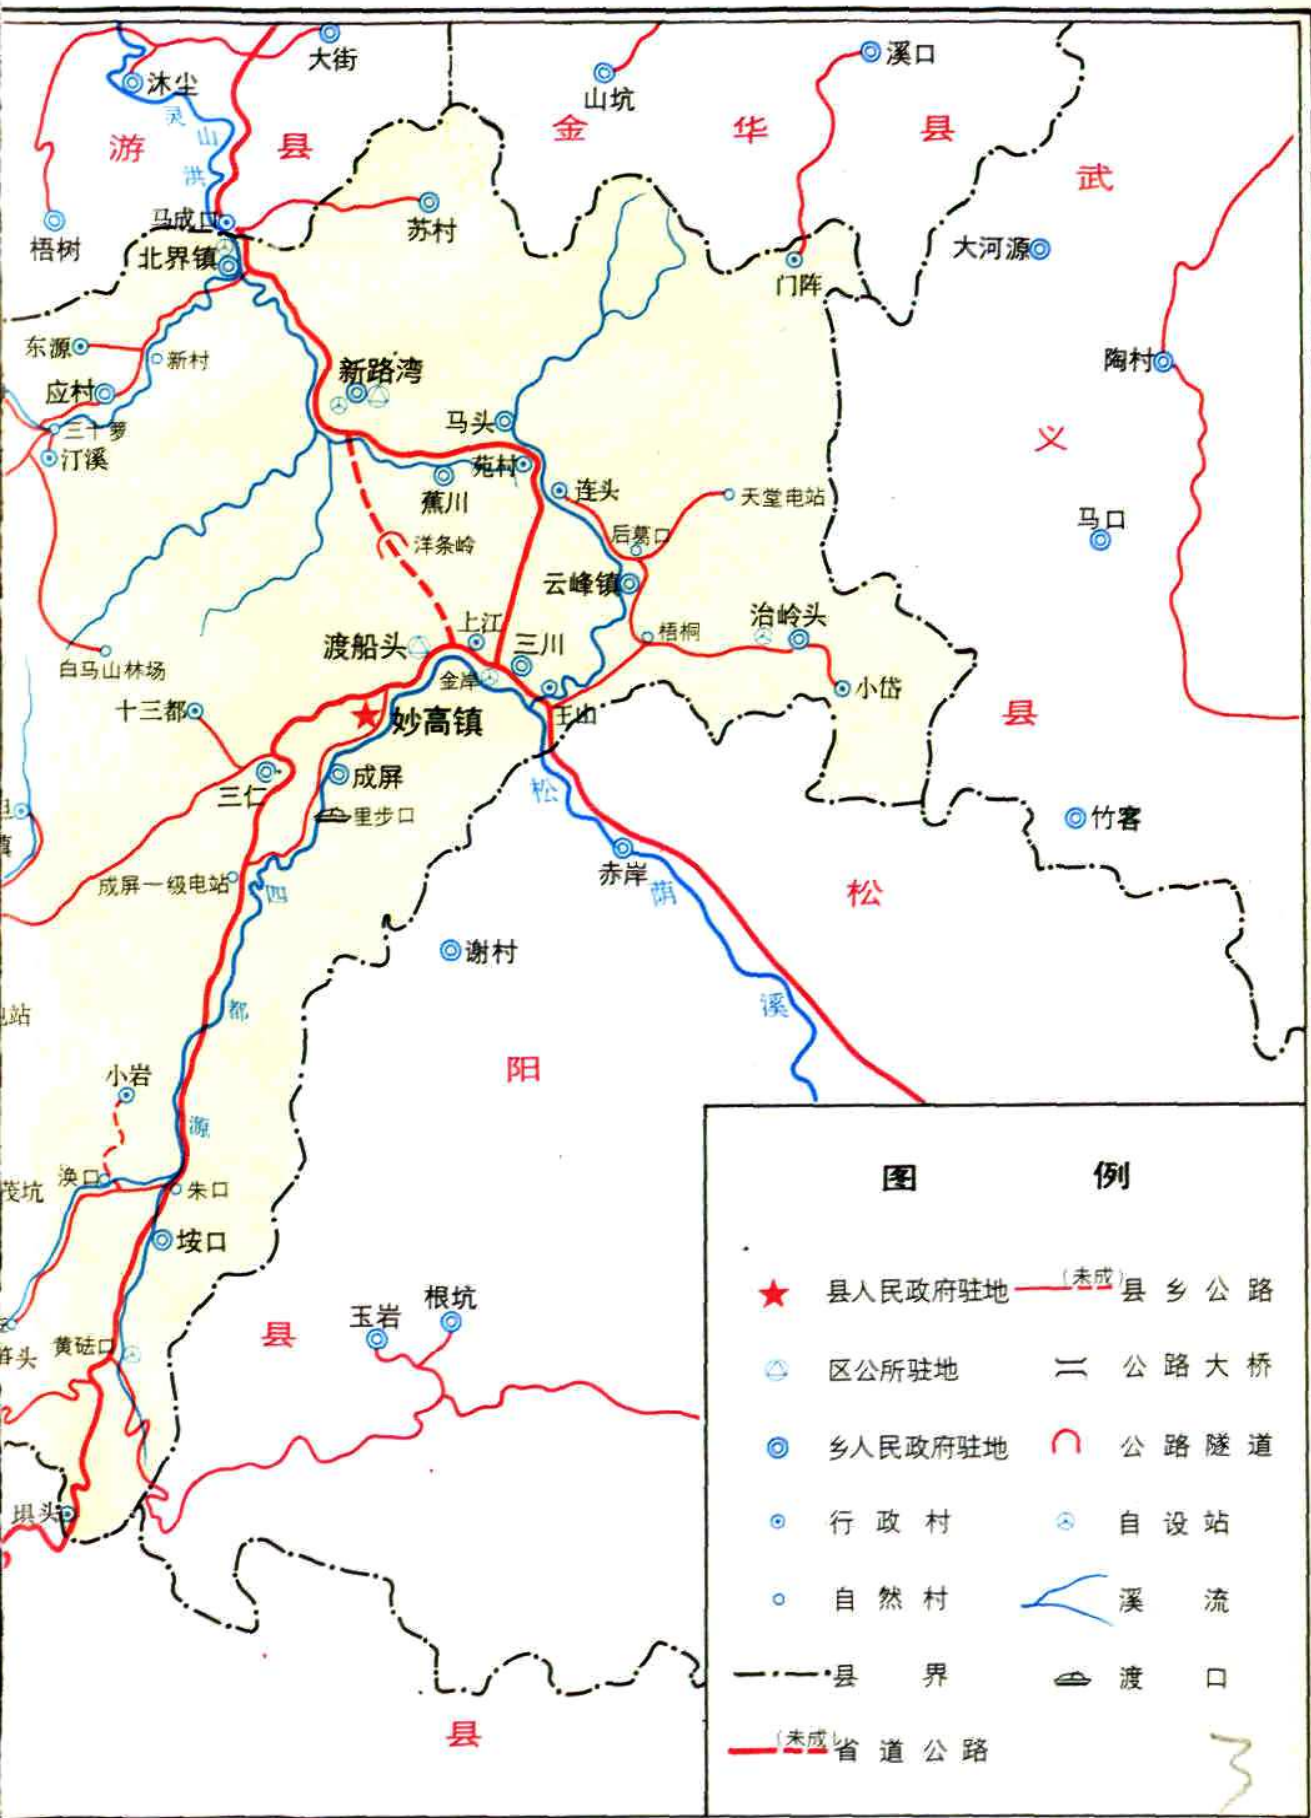 大街
沐尘
山坑
溪口
灵
山
洪
游
县
金
华
县
武
马成口
苏村
梧树
北界镇
大河源
门阵
东源
新村
应村
新路湾
陶村
三十萝
汀溪
马头
苑村
义
连头
天堂电站
蕉川
马口
洋条岭
后葛口
云峰镇
上江
治岭头
渡船头
三川
梧桐
白马山林场
金岸
小岱
十三都
妙高镇
王山
县
三仁
成屏
松
里步口
竹客
成屏一级电站
四
赤岸
荫
松
谢村
都
溪
站
小岩
阳
源
涣口
茂坑
朱口
垵口
根坑
玉岩
县
黄砝口
头
埧头
县
图 例
县人民政府驻地
(未成)
县乡公路
区公所驻地
公路大桥
乡人民政府驻地
公路隧道
行政村
自设站
自然村
溪流
县界
渡口
(未成)
省道公路
3